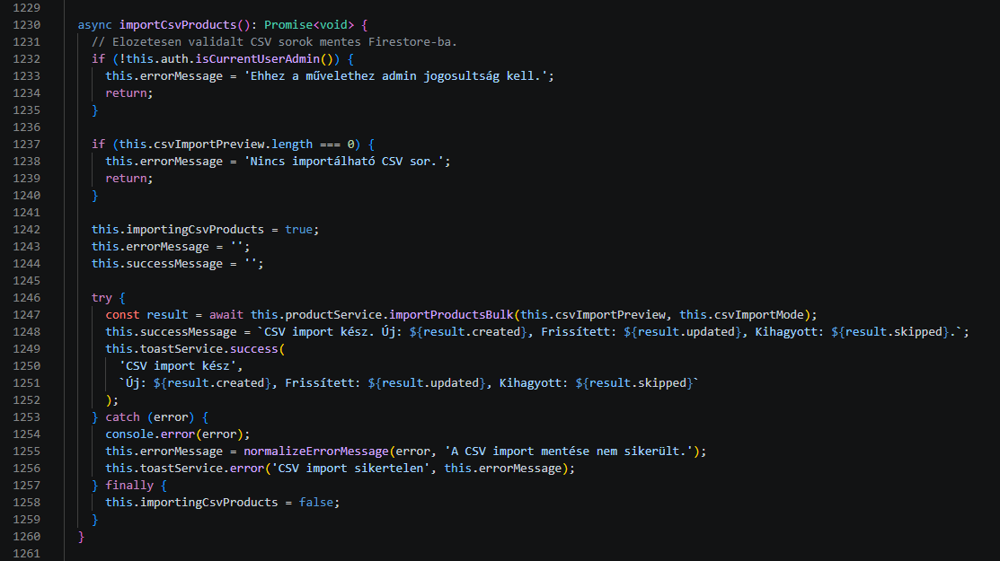 1229
1230 async importCsvProducts(): Promise<void> {
1231 // Elozetesen validalt CSV sorok mentes Firestore-ba.
1232 if (!this.auth.isCurrentUserAdmin()) {
1233 this.errorMessage = 'Ehhez a művelethez admin jogosultság kell.';
1234 return;
1235 }
1236
1237 if (this.csvImportPreview.length === 0) {
1238 this.errorMessage = 'Nincs importálható CSV sor.';
1239 return;
1240 }
1241
1242 this.importingCsvProducts = true;
1243 this.errorMessage = '';
1244 this.successMessage = '';
1245
1246 try {
1247 const result = await this.productService.importProductsBulk(this.csvImportPreview, this.csvImportMode);
1248 this.successMessage = `CSV import kész. Új: ${result.created}, Frissített: ${result.updated}, Kihagyott: ${result.skipped}.`;
1249 this.toastService.success(
1250 'CSV import kész',
1251 `Új: ${result.created}, Frissített: ${result.updated}, Kihagyott: ${result.skipped}`
1252 );
1253 } catch (error) {
1254 console.error(error);
1255 this.errorMessage = normalizeErrorMessage(error, 'A CSV import mentése nem sikerült.');
1256 this.toastService.error('CSV import sikertelen', this.errorMessage);
1257 } finally {
1258 this.importingCsvProducts = false;
1259 }
1260 }
1261